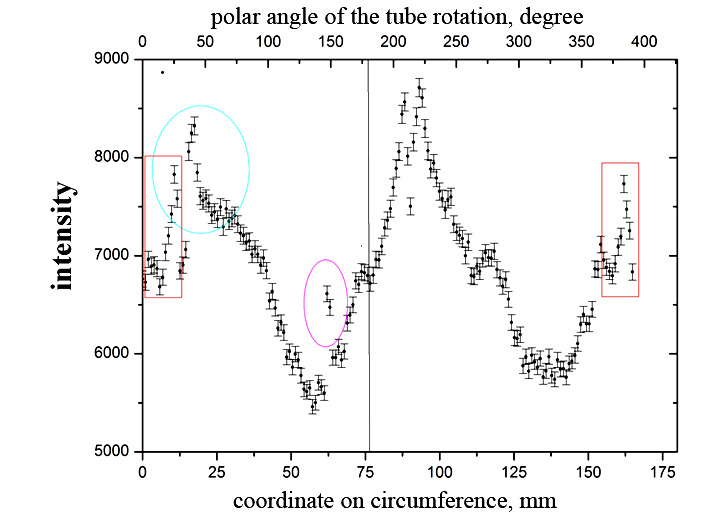 polar angle of the tube rotation, degree
0 50 100 150 200 250 300 350 400
9000
8000
7000
6000
5000
intensity
0 25 50 75 100 125 150 175
coordinate on circumference, mm